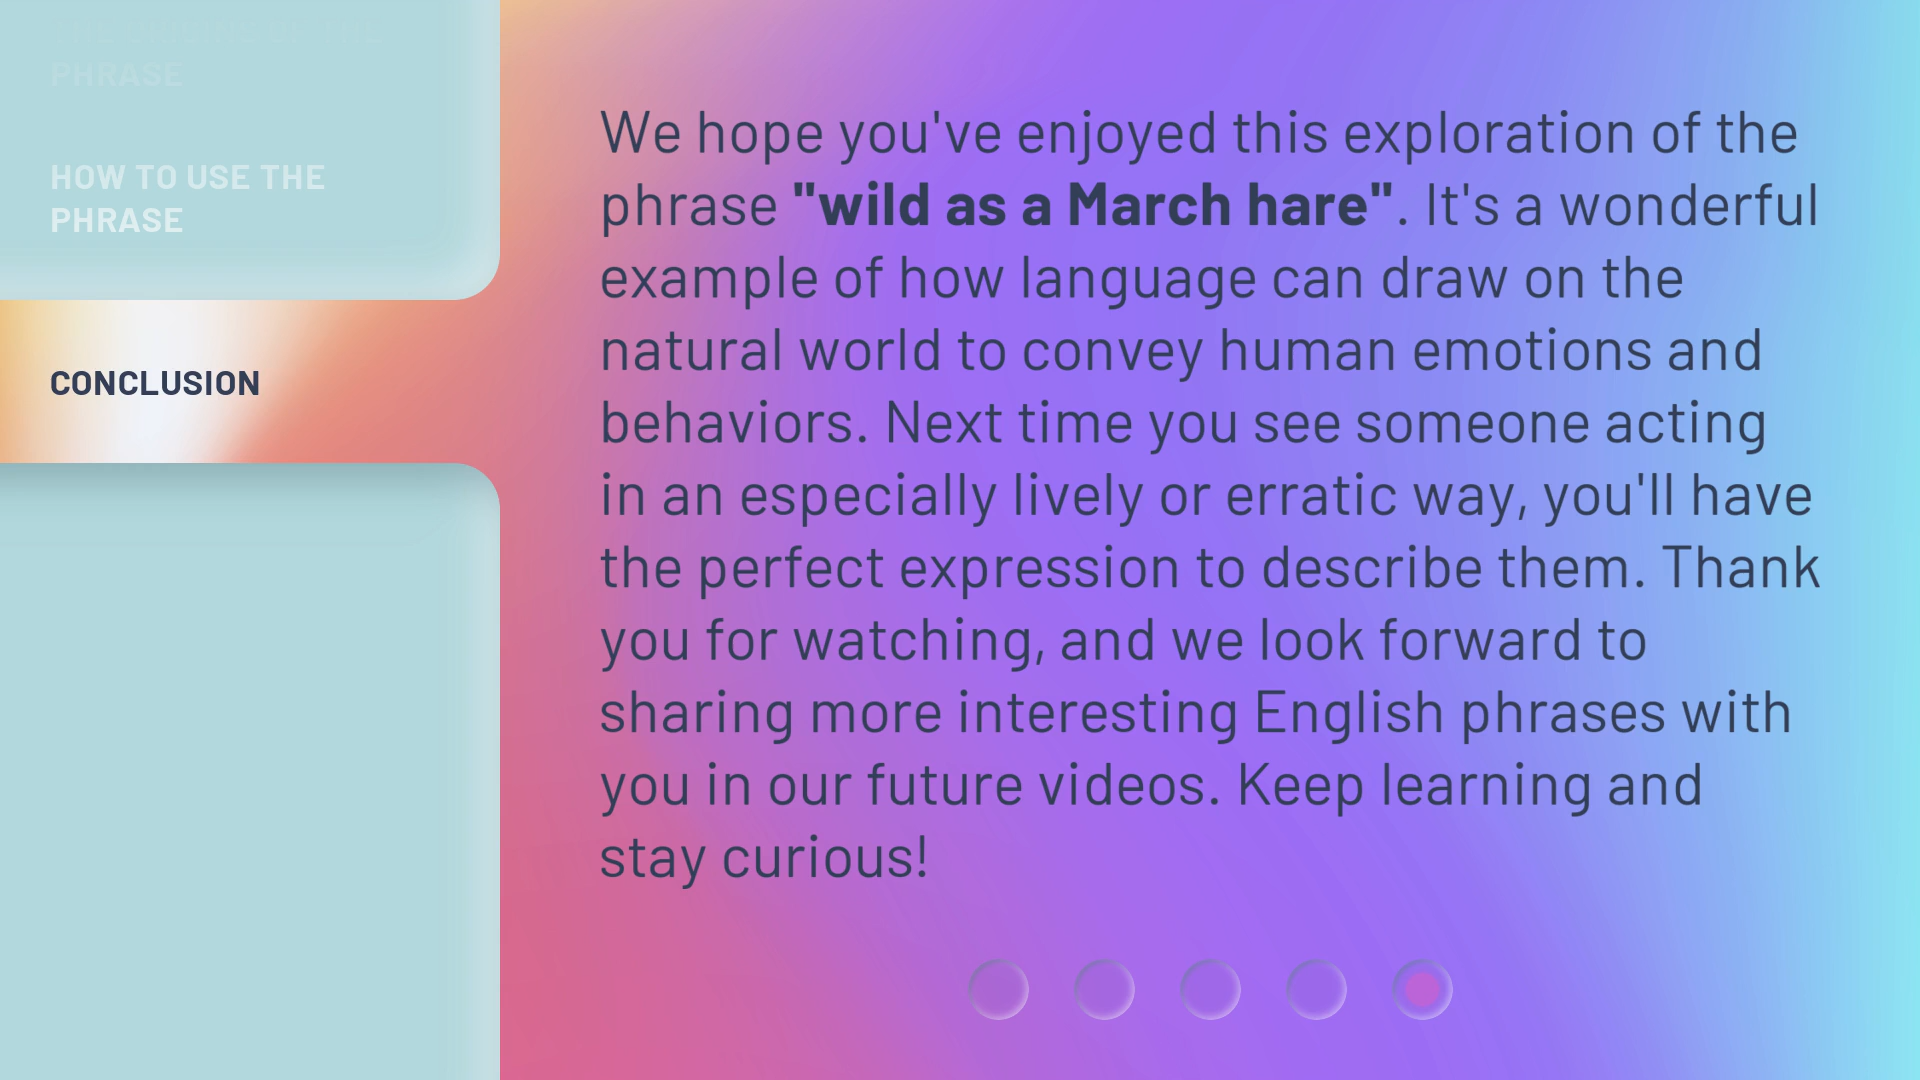 THE ORIGINS OF THE
PHRASE
HOW TO USE THE
PHRASE
CONCLUSION
We hope you've enjoyed this exploration of the
phrase "wild as a March hare". It's a wonderful
example of how language can draw on the
natural world to convey human emotions and
behaviors. Next time you see someone acting
in an especially lively or erratic way, you'll have
the perfect expression to describe them. Thank
you for watching, and we look forward to
sharing more interesting English phrases with
you in our future videos. Keep learning and
stay curious!